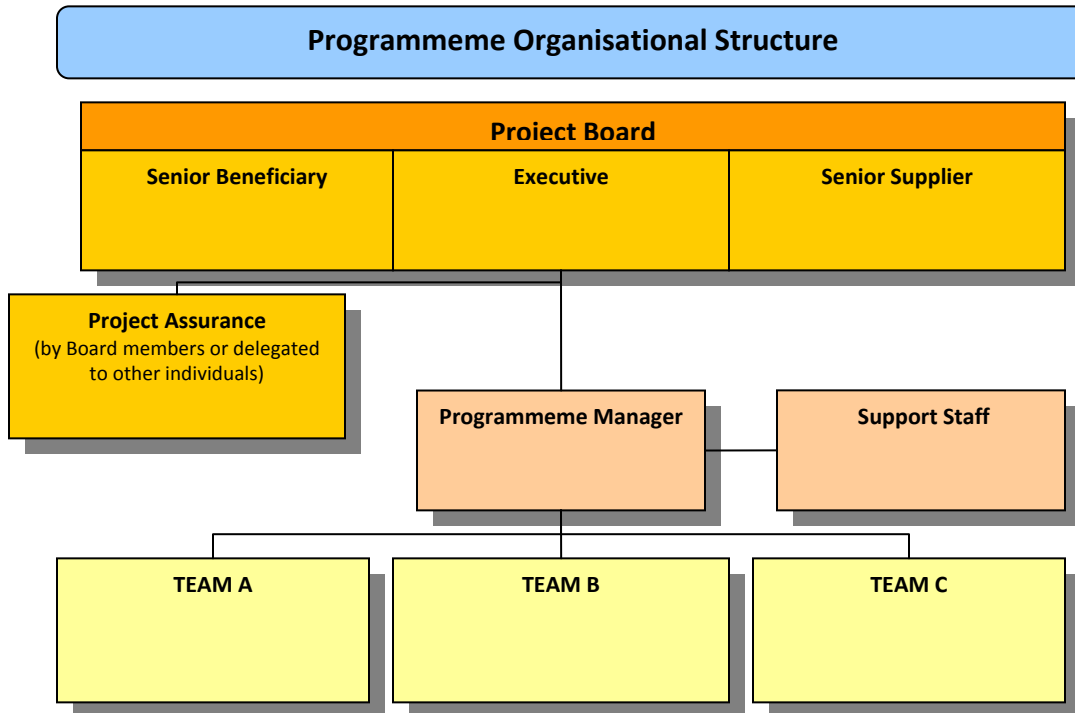 Programmeme Organisational Structure
Project Board
Senior Beneficiary
Executive
Senior Supplier
Project Assurance
(by Board members or delegated
to other individuals)
Programmeme Manager
Support Staff
TEAM A
TEAM B
TEAM C